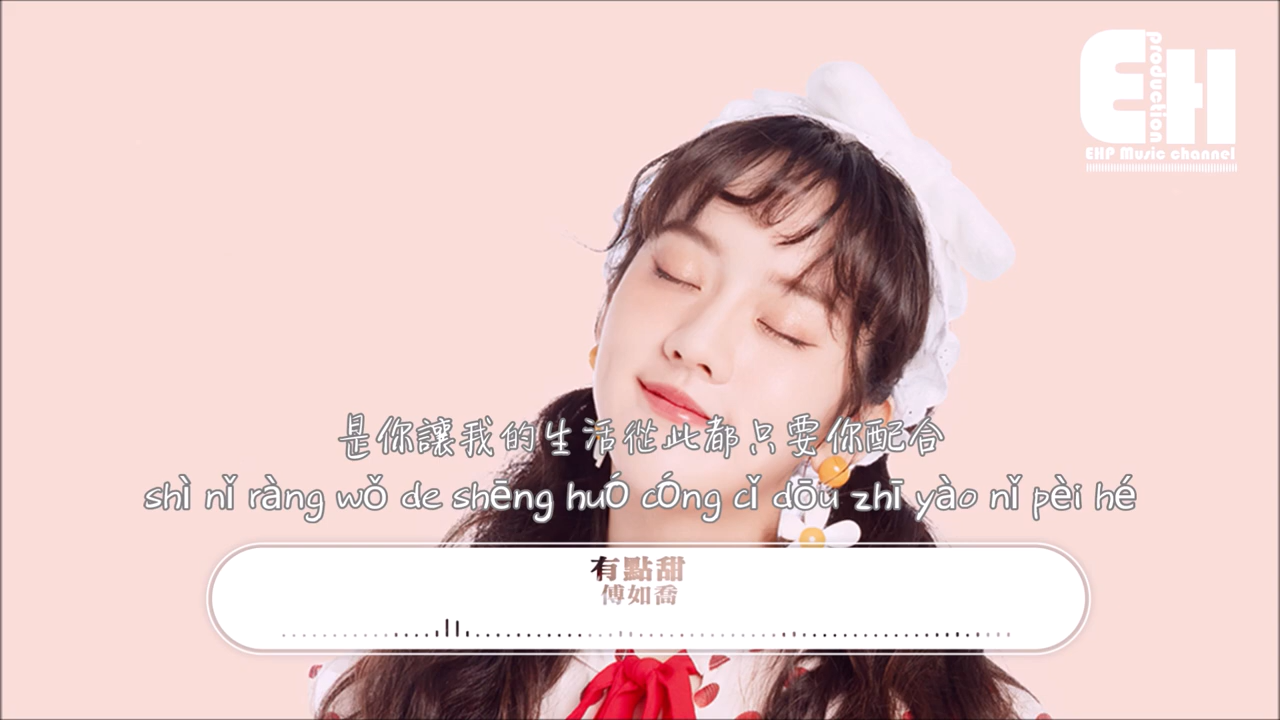 EH
production
EHP Music channel
是你讓我的生活從此都只要你配合
shì nǐ ràng wǒ de shēng huÓ cÓng cǐ dōu zhī yào nǐ pèi hé
有點甜
傅如喬